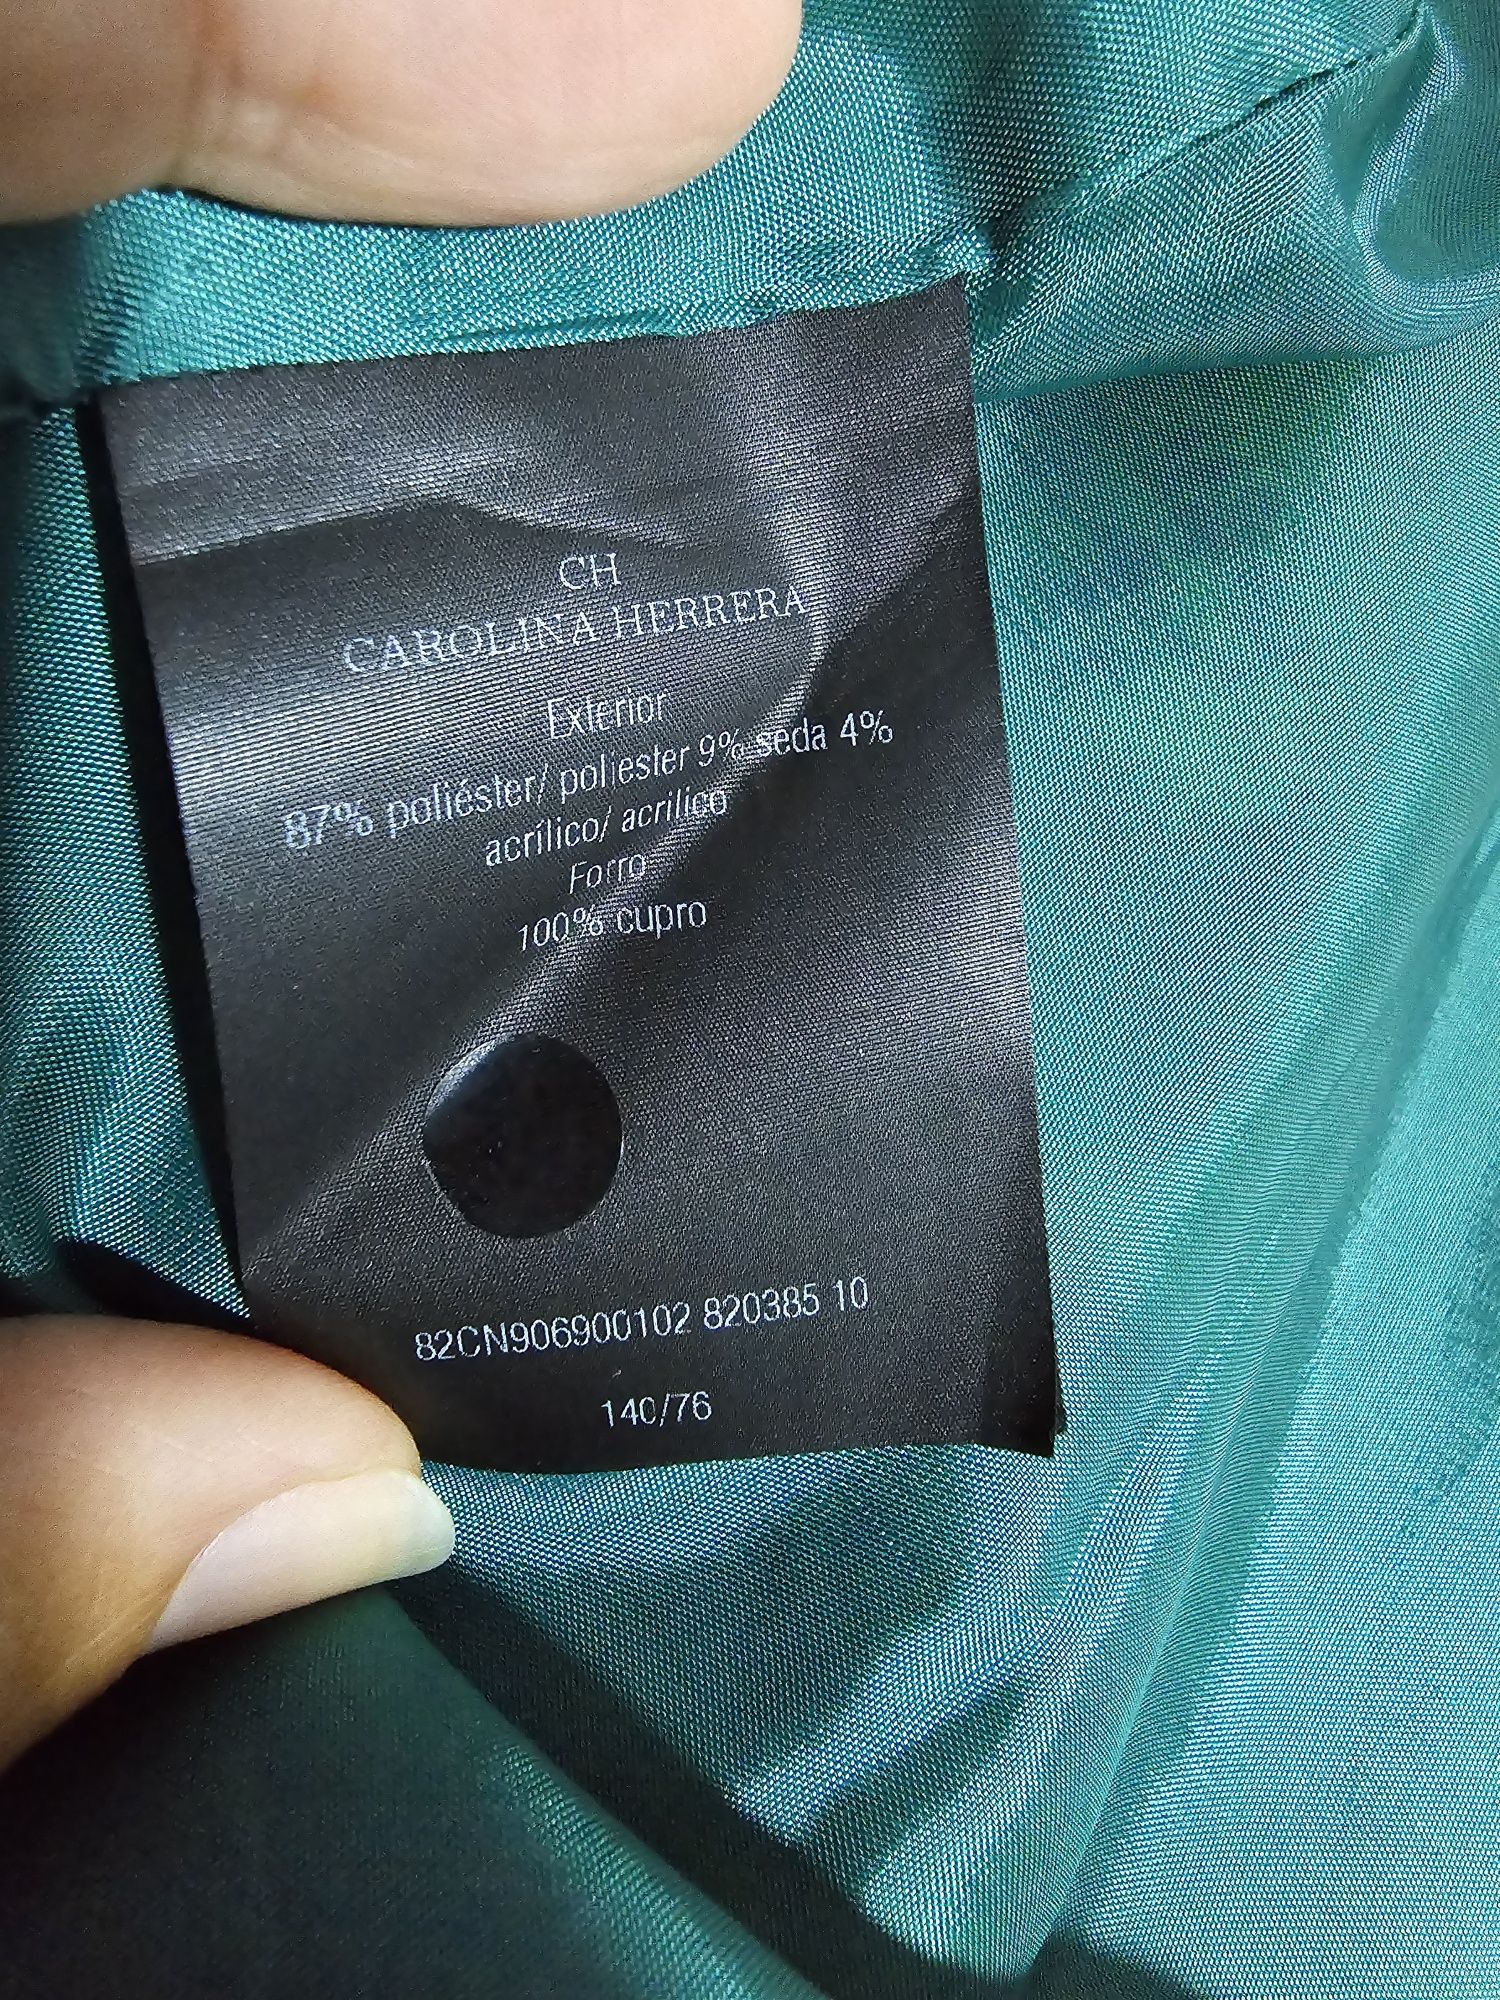 CH
CAROLINA HERRERA
Exterior
87% poliéster/ poliester 9% seda 4%
acrílico/ acrilico
Forro
100% cupro
82CN906900102 820385 10
140/76